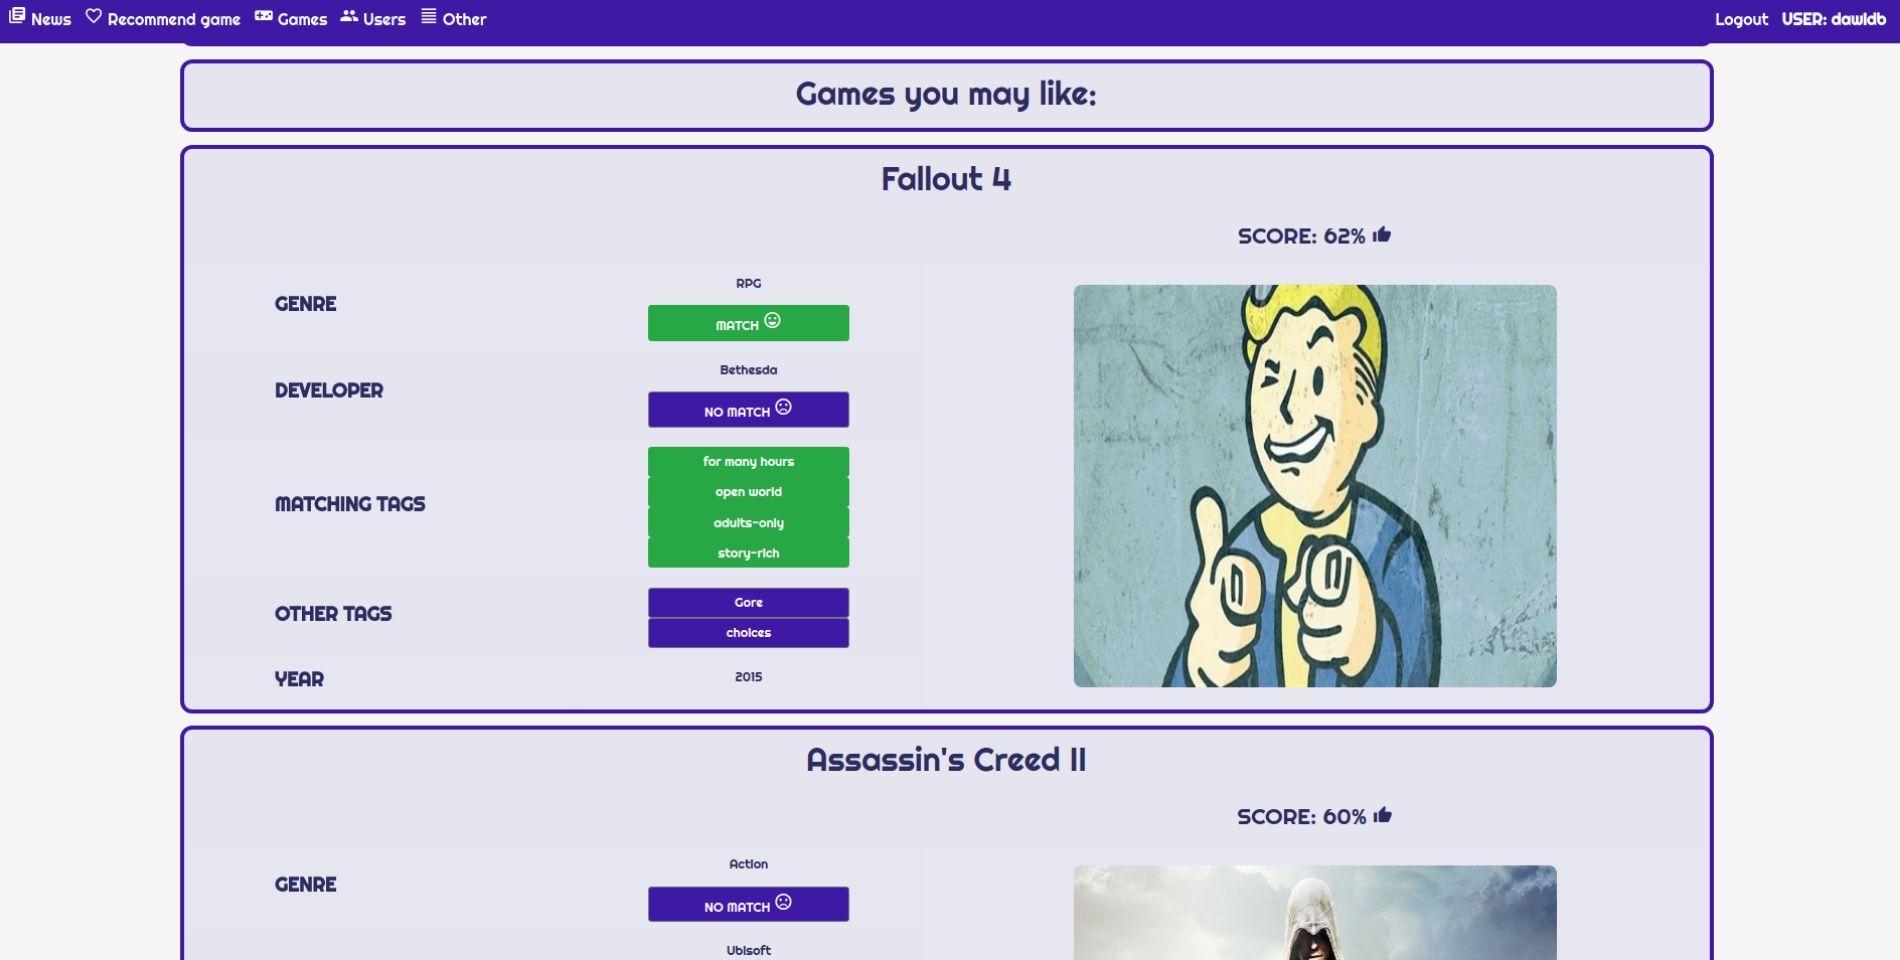 News Recommend game Games Users Other Logout USER: dawidb
Games you may like:
Fallout 4
SCORE: 62%
GENRE
RPG
MATCH
DEVELOPER
Bethesda
NO MATCH
MATCHING TAGS
for many hours
open world
adults-only
story-rich
OTHER TAGS
Gore
choices
YEAR
2015
Assassin's Creed II
SCORE: 60%
GENRE
Action
NO MATCH
Ubisoft